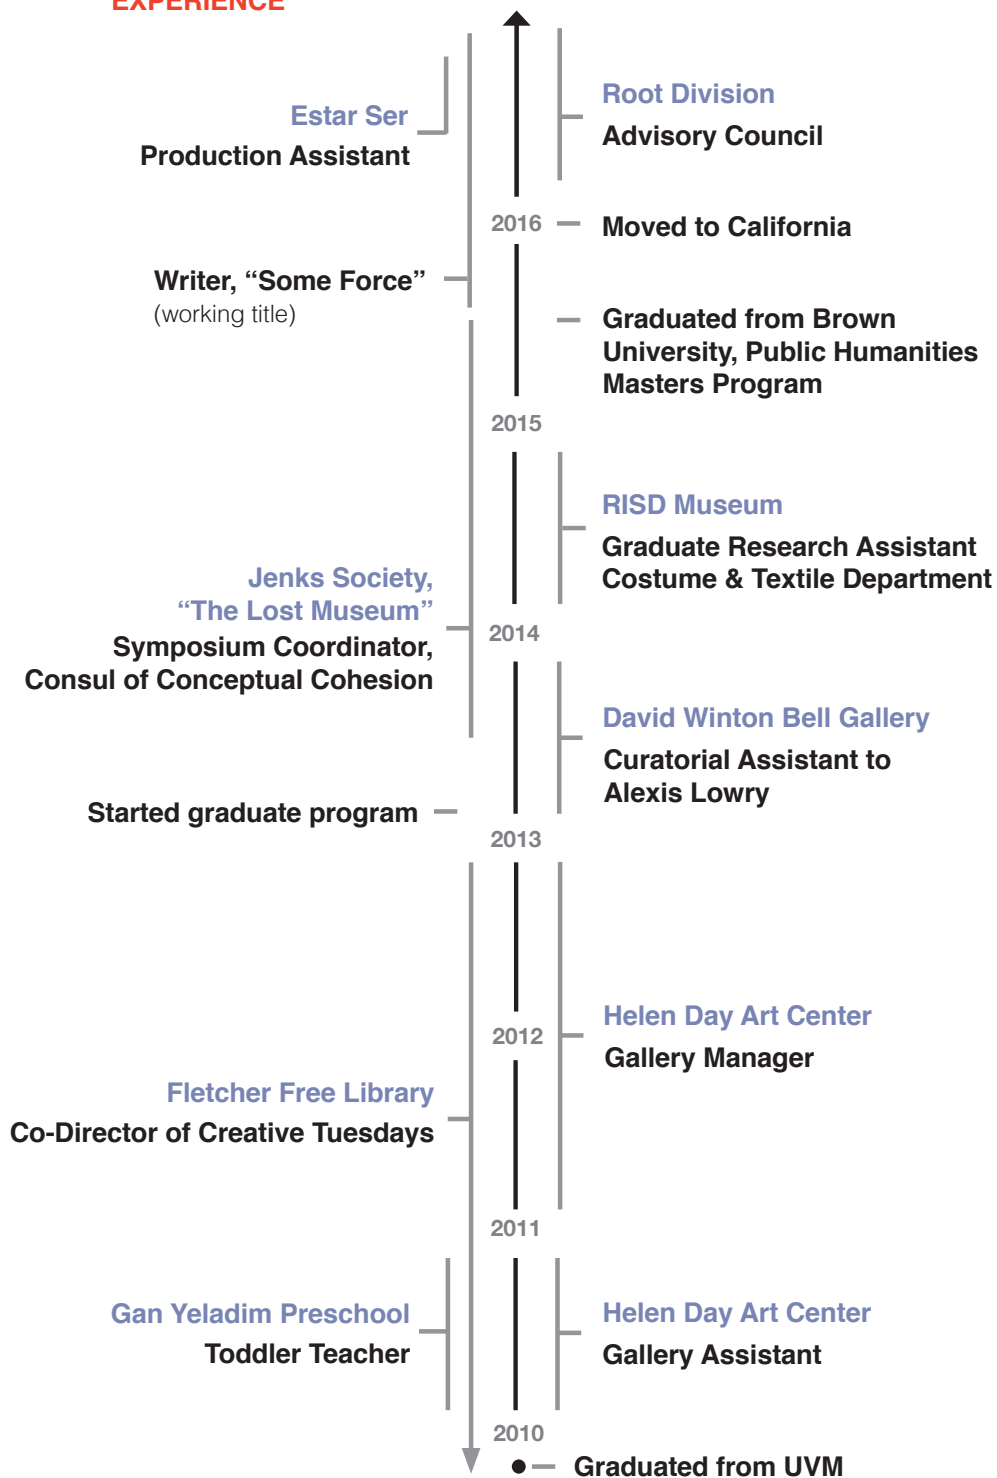 EXPERIENCE
Estar Ser
Production Assistant
Root Division
Advisory Council
2016
Moved to California
Writer, “Some Force”
(working title)
Graduated from Brown
University, Public Humanities
Masters Program
2015
RISD Museum
Graduate Research Assistant
Costume & Textile Department
Jenks Society,
“The Lost Museum”
Symposium Coordinator,
Consul of Conceptual Cohesion
2014
David Winton Bell Gallery
Curatorial Assistant to
Alexis Lowry
Started graduate program
2013
Helen Day Art Center
Gallery Manager
2012
Fletcher Free Library
Co-Director of Creative Tuesdays
2011
Gan Yeladim Preschool
Toddler Teacher
Helen Day Art Center
Gallery Assistant
2010
Graduated from UVM